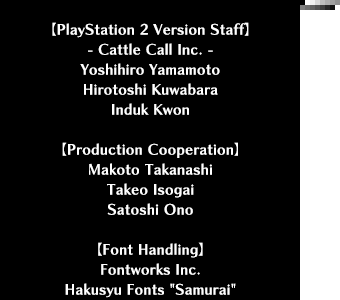 【PlayStation 2 Version Staff】
- Cattle Call Inc. -
Yoshihiro Yamamoto
Hirotoshi Kuwabara
Induk Kwon
【Production Cooperation】
Makoto Takanashi
Takeo Isogai
Satoshi Ono
【Font Handling】
Fontworks Inc.
Hakusyu Fonts "Samurai"